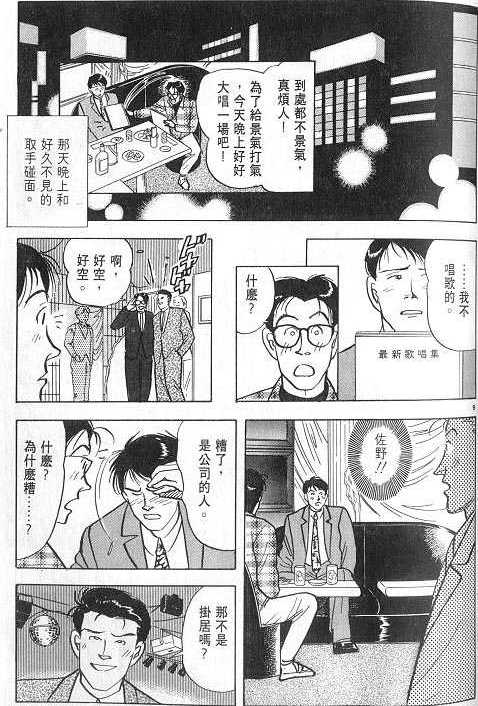 到處都不景氣，
真煩人！
為了給景氣打氣
，今天晚上好好
大唱一場吧！
那天晚上和
好久不見的
取手碰面。
……我不
唱歌的。
最新歌唱集
什麼？
啊，
好空，
好空。
佐野!!
糟了，
是公司的人。
什麼？
為什麼糟……？
那不是
掛居嗎？